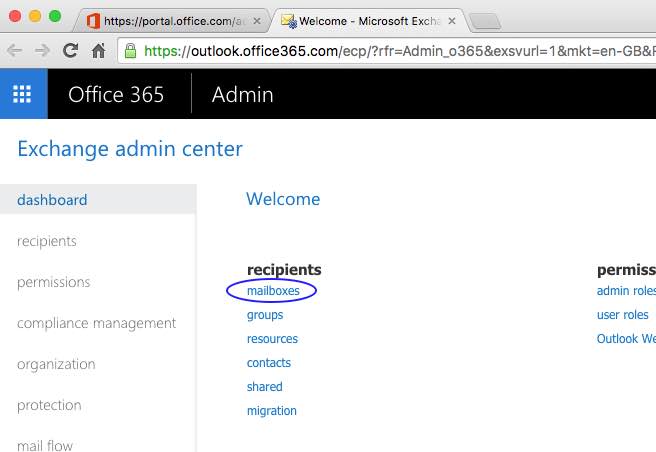 https://portal.office.com/ad
Welcome - Microsoft Excha
https://outlook.office365.com/ecp/?rfr=Admin_o365&exsvurl=1&mkt=en-GB&R
Office 365
Admin
Exchange admin center
dashboard
recipients
permissions
compliance management
organization
protection
mail flow
Welcome
recipients
mailboxes
groups
resources
contacts
shared
migration
permiss
admin roles
user roles
Outlook We